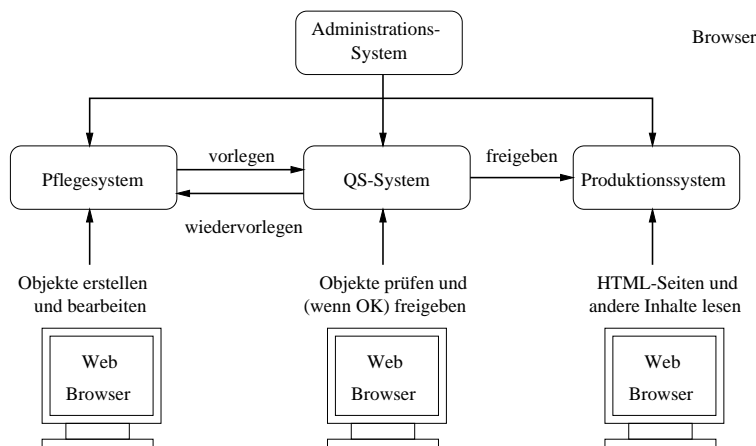 Administrations-
System
Browser
Pflegesystem
vorlegen
wiedervorlegen
QS-System
freigeben
Produktionssystem
Objekte erstellen
und bearbeiten
Objekte prüfen und
(wenn OK) freigeben
HTML-Seiten und
andere Inhalte lesen
Web
Browser
Web
Browser
Web
Browser